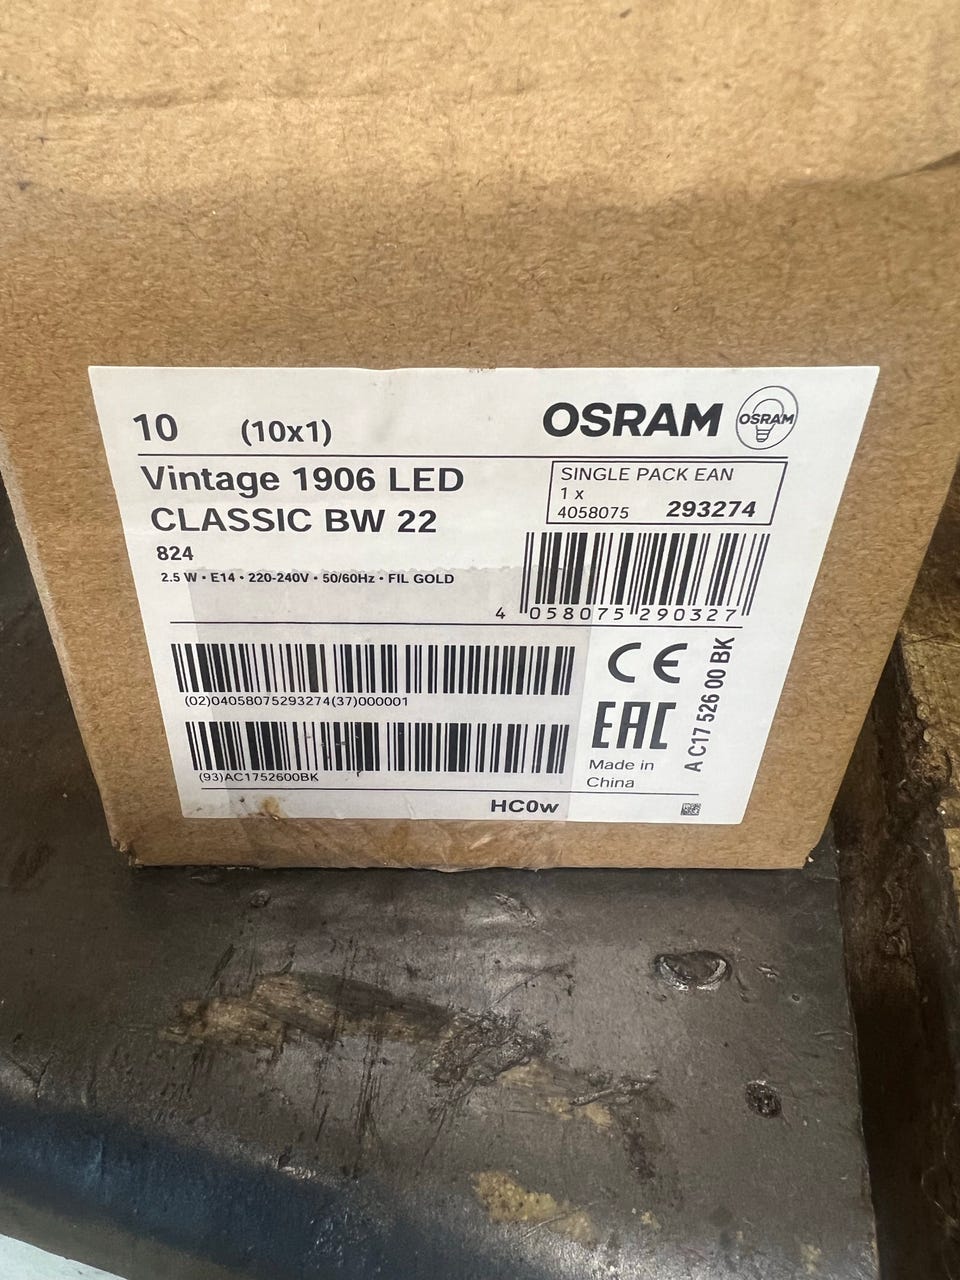 10 (10x1)
OSRAM
OSRAM
Vintage 1906 LED
CLASSIC BW 22
824
2.5 W • E14 • 220-240V • 50/60Hz • FIL GOLD
SINGLE PACK EAN
1 x
4058075 293274
4 058075 290327
(02)04058075293274(37)000001
(93)AC1752600BK
CE
EAC
Made in
China
A C17 526 00 BK
HC0w